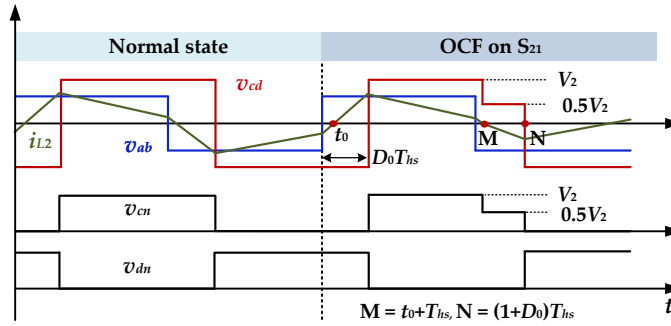 Normal state
OCF on S21
vcd
V2
0.5V2
iL2
vab
t0
M
N
D0Ths
vcn
V2
0.5V2
vdn
t
M = t0+Ths, N = (1+D0)Ths